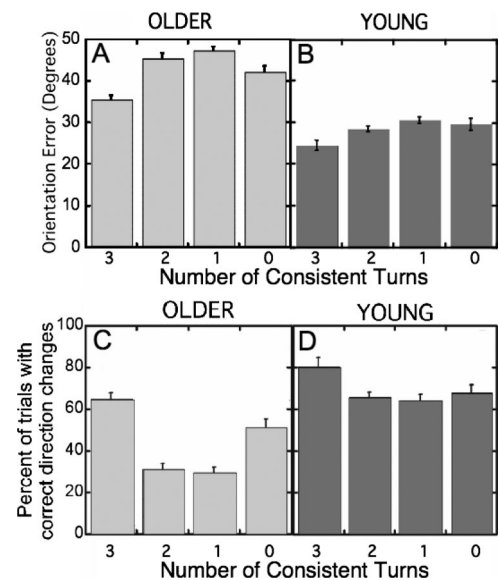 OLDER YOUNG
A B
Orientation Error (Degrees)
50
40
30
20
10
0
3 2 1 0 3 2 1 0
Number of Consistent Turns
OLDER YOUNG
C D
Percent of trials with
correct direction changes
100
80
60
40
20
0
3 2 1 0 3 2 1 0
Number of Consistent Turns